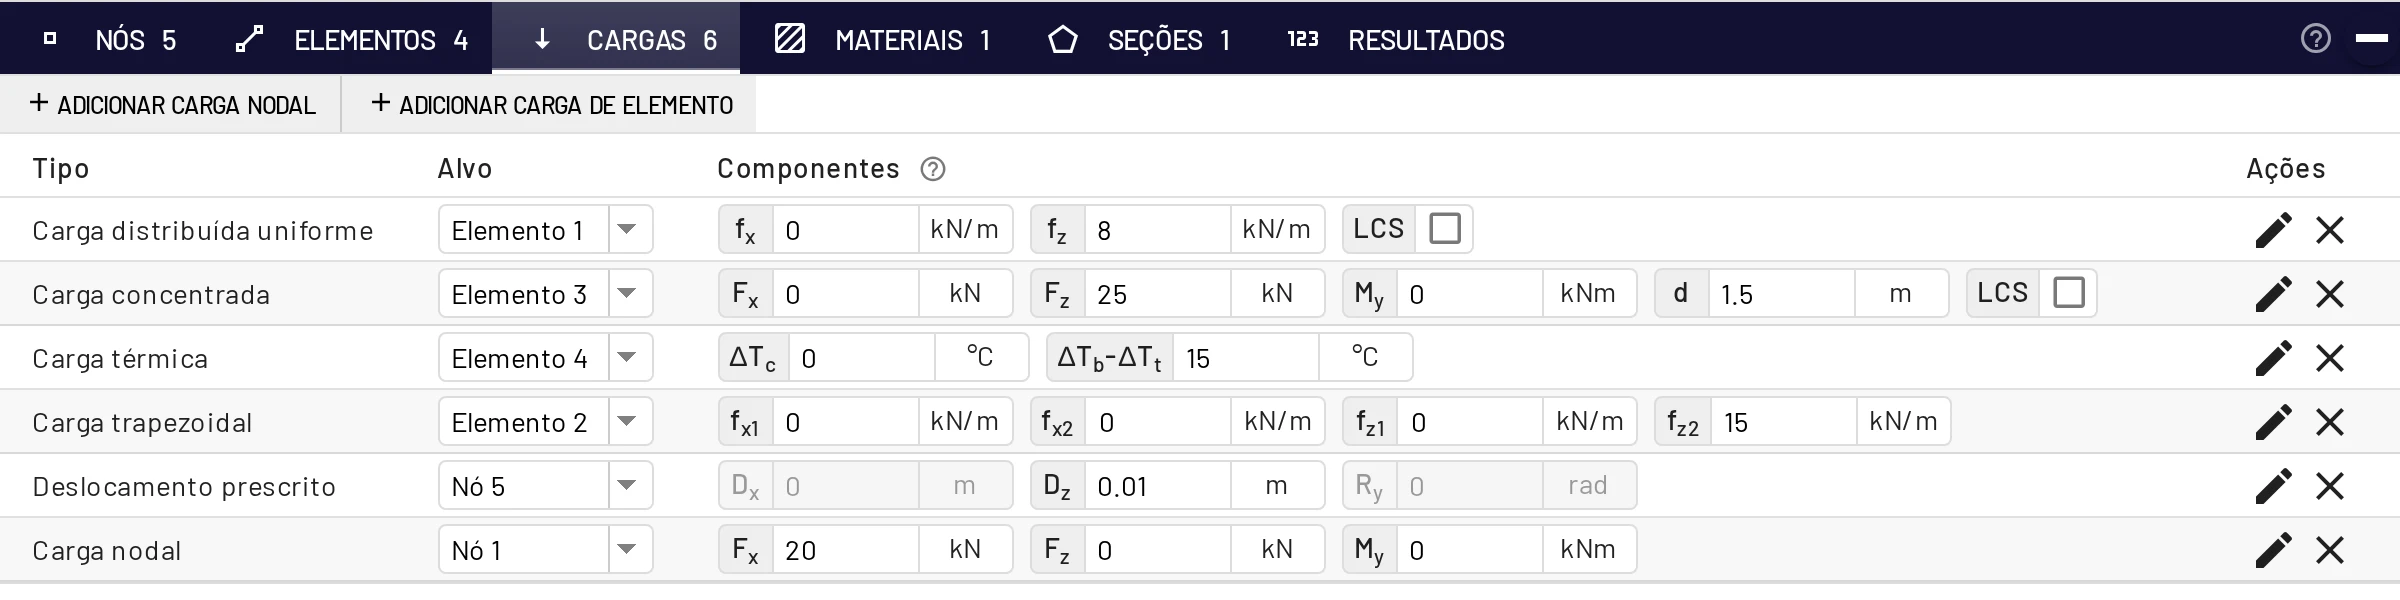 NÓS 5 ELEMENTOS 4 CARGAS 6 MATERIAIS 1 SEÇÕES 1 123 RESULTADOS ?
+ ADICIONAR CARGA NODAL + ADICIONAR CARGA DE ELEMENTO
Tipo Alvo Componentes ? Ações
Carga distribuída uniforme Elemento 1 fx 0 kN/m fz 8 kN/m LCS
Carga concentrada Elemento 3 Fx 0 kN Fz 25 kN My 0 kNm d 1.5 m LCS
Carga térmica Elemento 4 ΔTc 0 °C ΔTb-ΔTt 15 °C
Carga trapezoidal Elemento 2 fx1 0 kN/m fx2 0 kN/m fz1 0 kN/m fz2 15 kN/m
Deslocamento prescrito Nó 5 Dx 0 m Dz 0.01 m Ry 0 rad
Carga nodal Nó 1 Fx 20 kN Fz 0 kN My 0 kNm